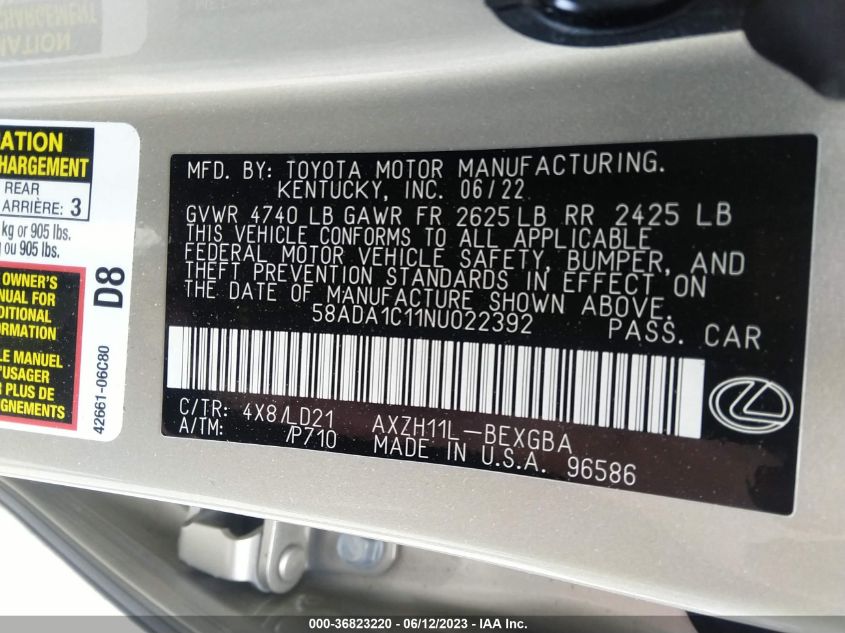 ATION
CHARGEMENT
REAR
ARRIÈRE: 3
kg or 905 lbs.
ou 905 lbs.
OWNER'S
NUAL FOR
DITIONAL
ORMATION
LE MANUEL
'USAGER
R PLUS DE
GNEMENTS
D8
42661-06C80
MFD. BY: TOYOTA MOTOR MANUFACTURING.
KENTUCKY, INC. 06/22
GVWR 4740 LB GAWR FR 2625 LB RR 2425 LB
THIS VEHICLE CONFORMS TO ALL APPLICABLE
FEDERAL MOTOR VEHICLE SAFETY, BUMPER, AND
THEFT PREVENTION STANDARDS IN EFFECT ON
THE DATE OF MANUFACTURE SHOWN ABOVE.
58ADA1C11NU022392 PASS. CAR
C/TR: 4X8/LD21 AXZH11L-BEXGBA
A/TM: /P710 MADE IN U.S.A. 96586
000-36823220 - 06/12/2023 - IAA Inc.